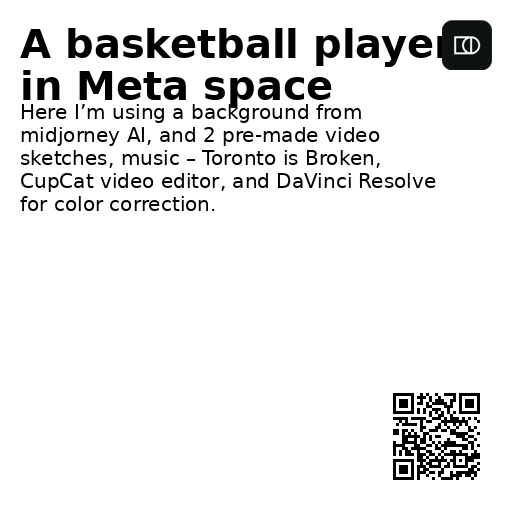 A basketball player
in Meta space
Here I’m using a background from
midjorney AI, and 2 pre-made video
sketches, music – Toronto is Broken,
CupCat video editor, and DaVinci Resolve
for color correction.